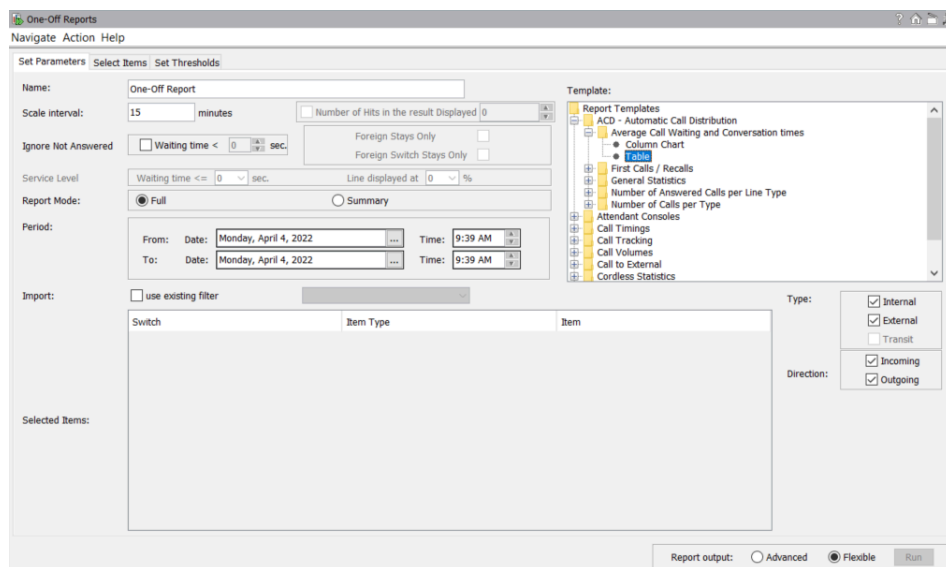 One-Off Reports
Navigate Action Help
Set Parameters Select Items Set Thresholds
Name: One-Off Report
Template:
Scale interval: 15 minutes
Number of Hits in the result Displayed 0
Ignore Not Answered Waiting time < 0 sec.
Foreign Stays Only
Foreign Switch Stays Only
Service Level Waiting time <= 0 sec. Line displayed at 0 %
Report Mode: Full Summary
Period:
From: Date: Monday, April 4, 2022 ... Time: 9:39 AM
To: Date: Monday, April 4, 2022 ... Time: 9:39 AM
Report Templates
ACD - Automatic Call Distribution
Average Call Waiting and Conversation times
Column Chart
Table
First Calls / Recalls
General Statistics
Number of Answered Calls per Line Type
Number of Calls per Type
Attendant Consoles
Call Timings
Call Tracking
Call Volumes
Call to External
Cordless Statistics
Import: use existing filter
Type: Internal
External
Transit
Direction: Incoming
Outgoing
Switch Item Type Item
Selected Items:
Report output: Advanced Flexible Run